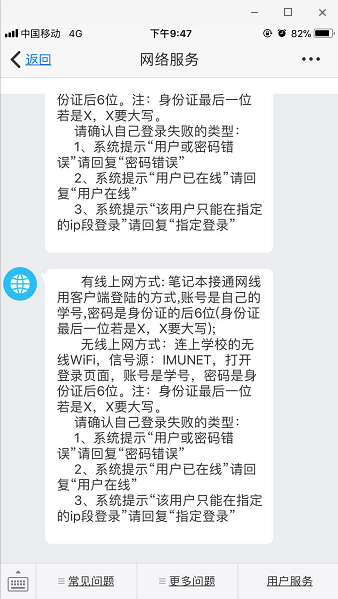 中国移动 4G 下午9:47 82%
返回 网络服务
份证后6位。注：身份证最后一位
若是X，X要大写。
请确认自己登录失败的类型：
1、系统提示“用户或密码错
误”请回复“密码错误”
2、系统提示“用户已在线”请回
复“用户在线”
3、系统提示“该用户只能在指定
的ip段登录”请回复“指定登录”
有线上网方式: 笔记本接通网线
用客户端登陆的方式,账号是自己的
学号,密码是身份证的后6位(身份证
最后一位若是X，X要大写);
无线上网方式：连上学校的无
线WiFi，信号源：IMUNET，打开
登录页面，账号是学号，密码是身
份证后6位。注：身份证最后一位
若是X，X要大写。
请确认自己登录失败的类型：
1、系统提示“用户或密码错
误”请回复“密码错误”
2、系统提示“用户已在线”请回
复“用户在线”
3、系统提示“该用户只能在指定
的ip段登录”请回复“指定登录”
常见问题 更多问题 用户服务